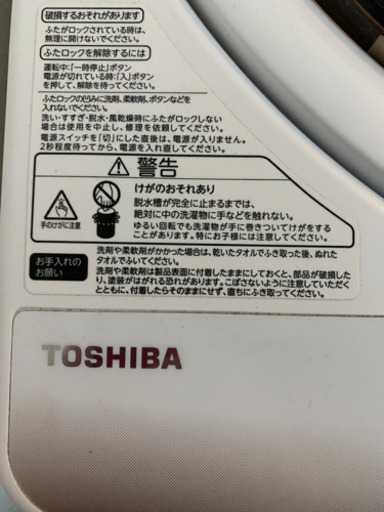 破損するおそれがあります
ふたがロックされている時は、
無理に開けないでください。
ふたロックを解除するには
運転中:「一時停止」ボタン
電源が切れている時:「入」ボタン
を押して、解除を待ってください。
ふたロックの凹みに洗剤、柔軟剤、ボタンなどを
入れないでください。
洗い・すすぎ・脱水・風乾燥時にふたがロックしない
場合は使用を中止し、修理を依頼してください。
電源スイッチを「切」にした直後は、電源が入りません。
2秒程度待ってから、電源を入れ直してください。
警告
手のけがに注意
けがのおそれあり
脱水槽が完全に止まるまでは、
絶対に中の洗濯物に手などを触れない。
ゆるい回転でも洗濯物が手に巻きついてけがをする
ことがあります。特にお子様には注意してください。
お手入れの
お願い
洗剤や柔軟剤がかかった場合は、乾いたタオルでふき取った後、ぬれた
タオルでふいてください。
洗剤や柔軟剤は製品表面に付着したままにしておくと、部品が破損した
り、塗装がはがれる恐れがあります。こぼさないように注意していただく
とともに、付着したらそのままにせず、直ちにふき取ってください。
TOSHIBA